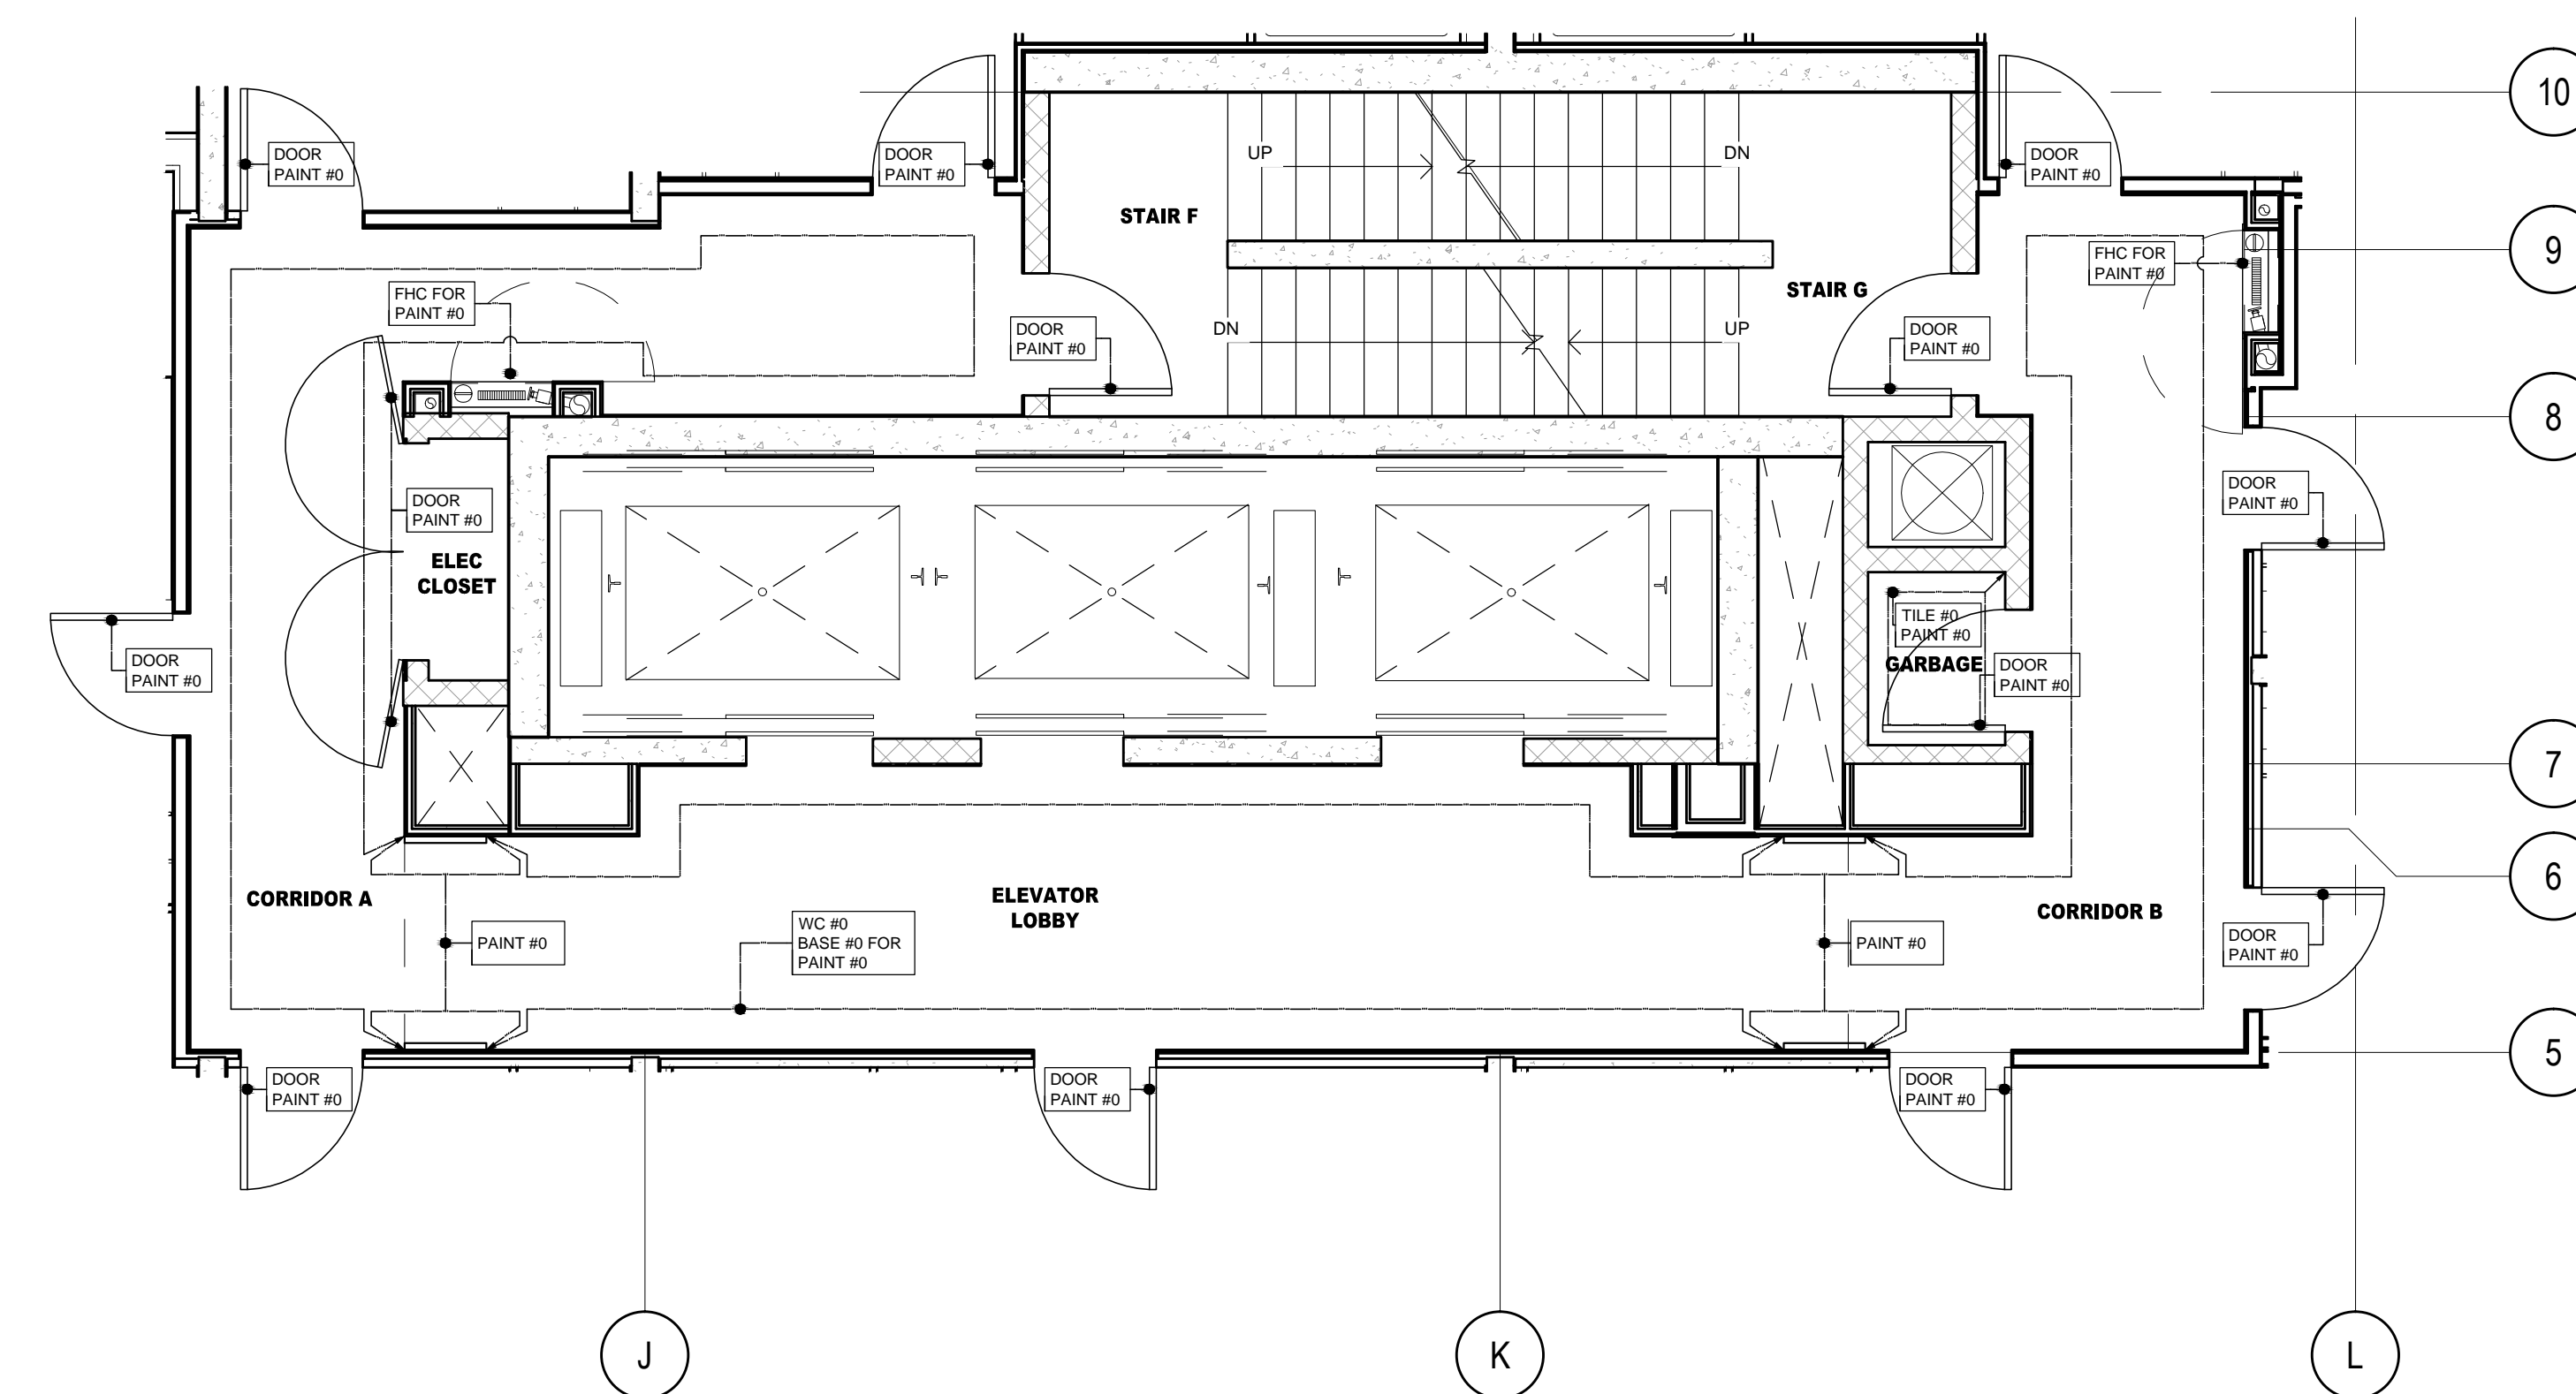 10
DOOR
PAINT #0
DOOR
PAINT #0
DOOR
PAINT #0
UP
DN
STAIR F
9
FHC FOR
PAINT #0
FHC FOR
PAINT #0
STAIR G
DOOR
PAINT #0
DN
UP
DOOR
PAINT #0
8
DOOR
PAINT #0
DOOR
PAINT #0
ELEC
CLOSET
TILE #0
PAINT #0
GARBAGE
DOOR
PAINT #0
DOOR
PAINT #0
7
6
CORRIDOR A
ELEVATOR
LOBBY
CORRIDOR B
PAINT #0
WC #0
BASE #0 FOR
PAINT #0
PAINT #0
DOOR
PAINT #0
5
DOOR
PAINT #0
DOOR
PAINT #0
DOOR
PAINT #0
J
K
L